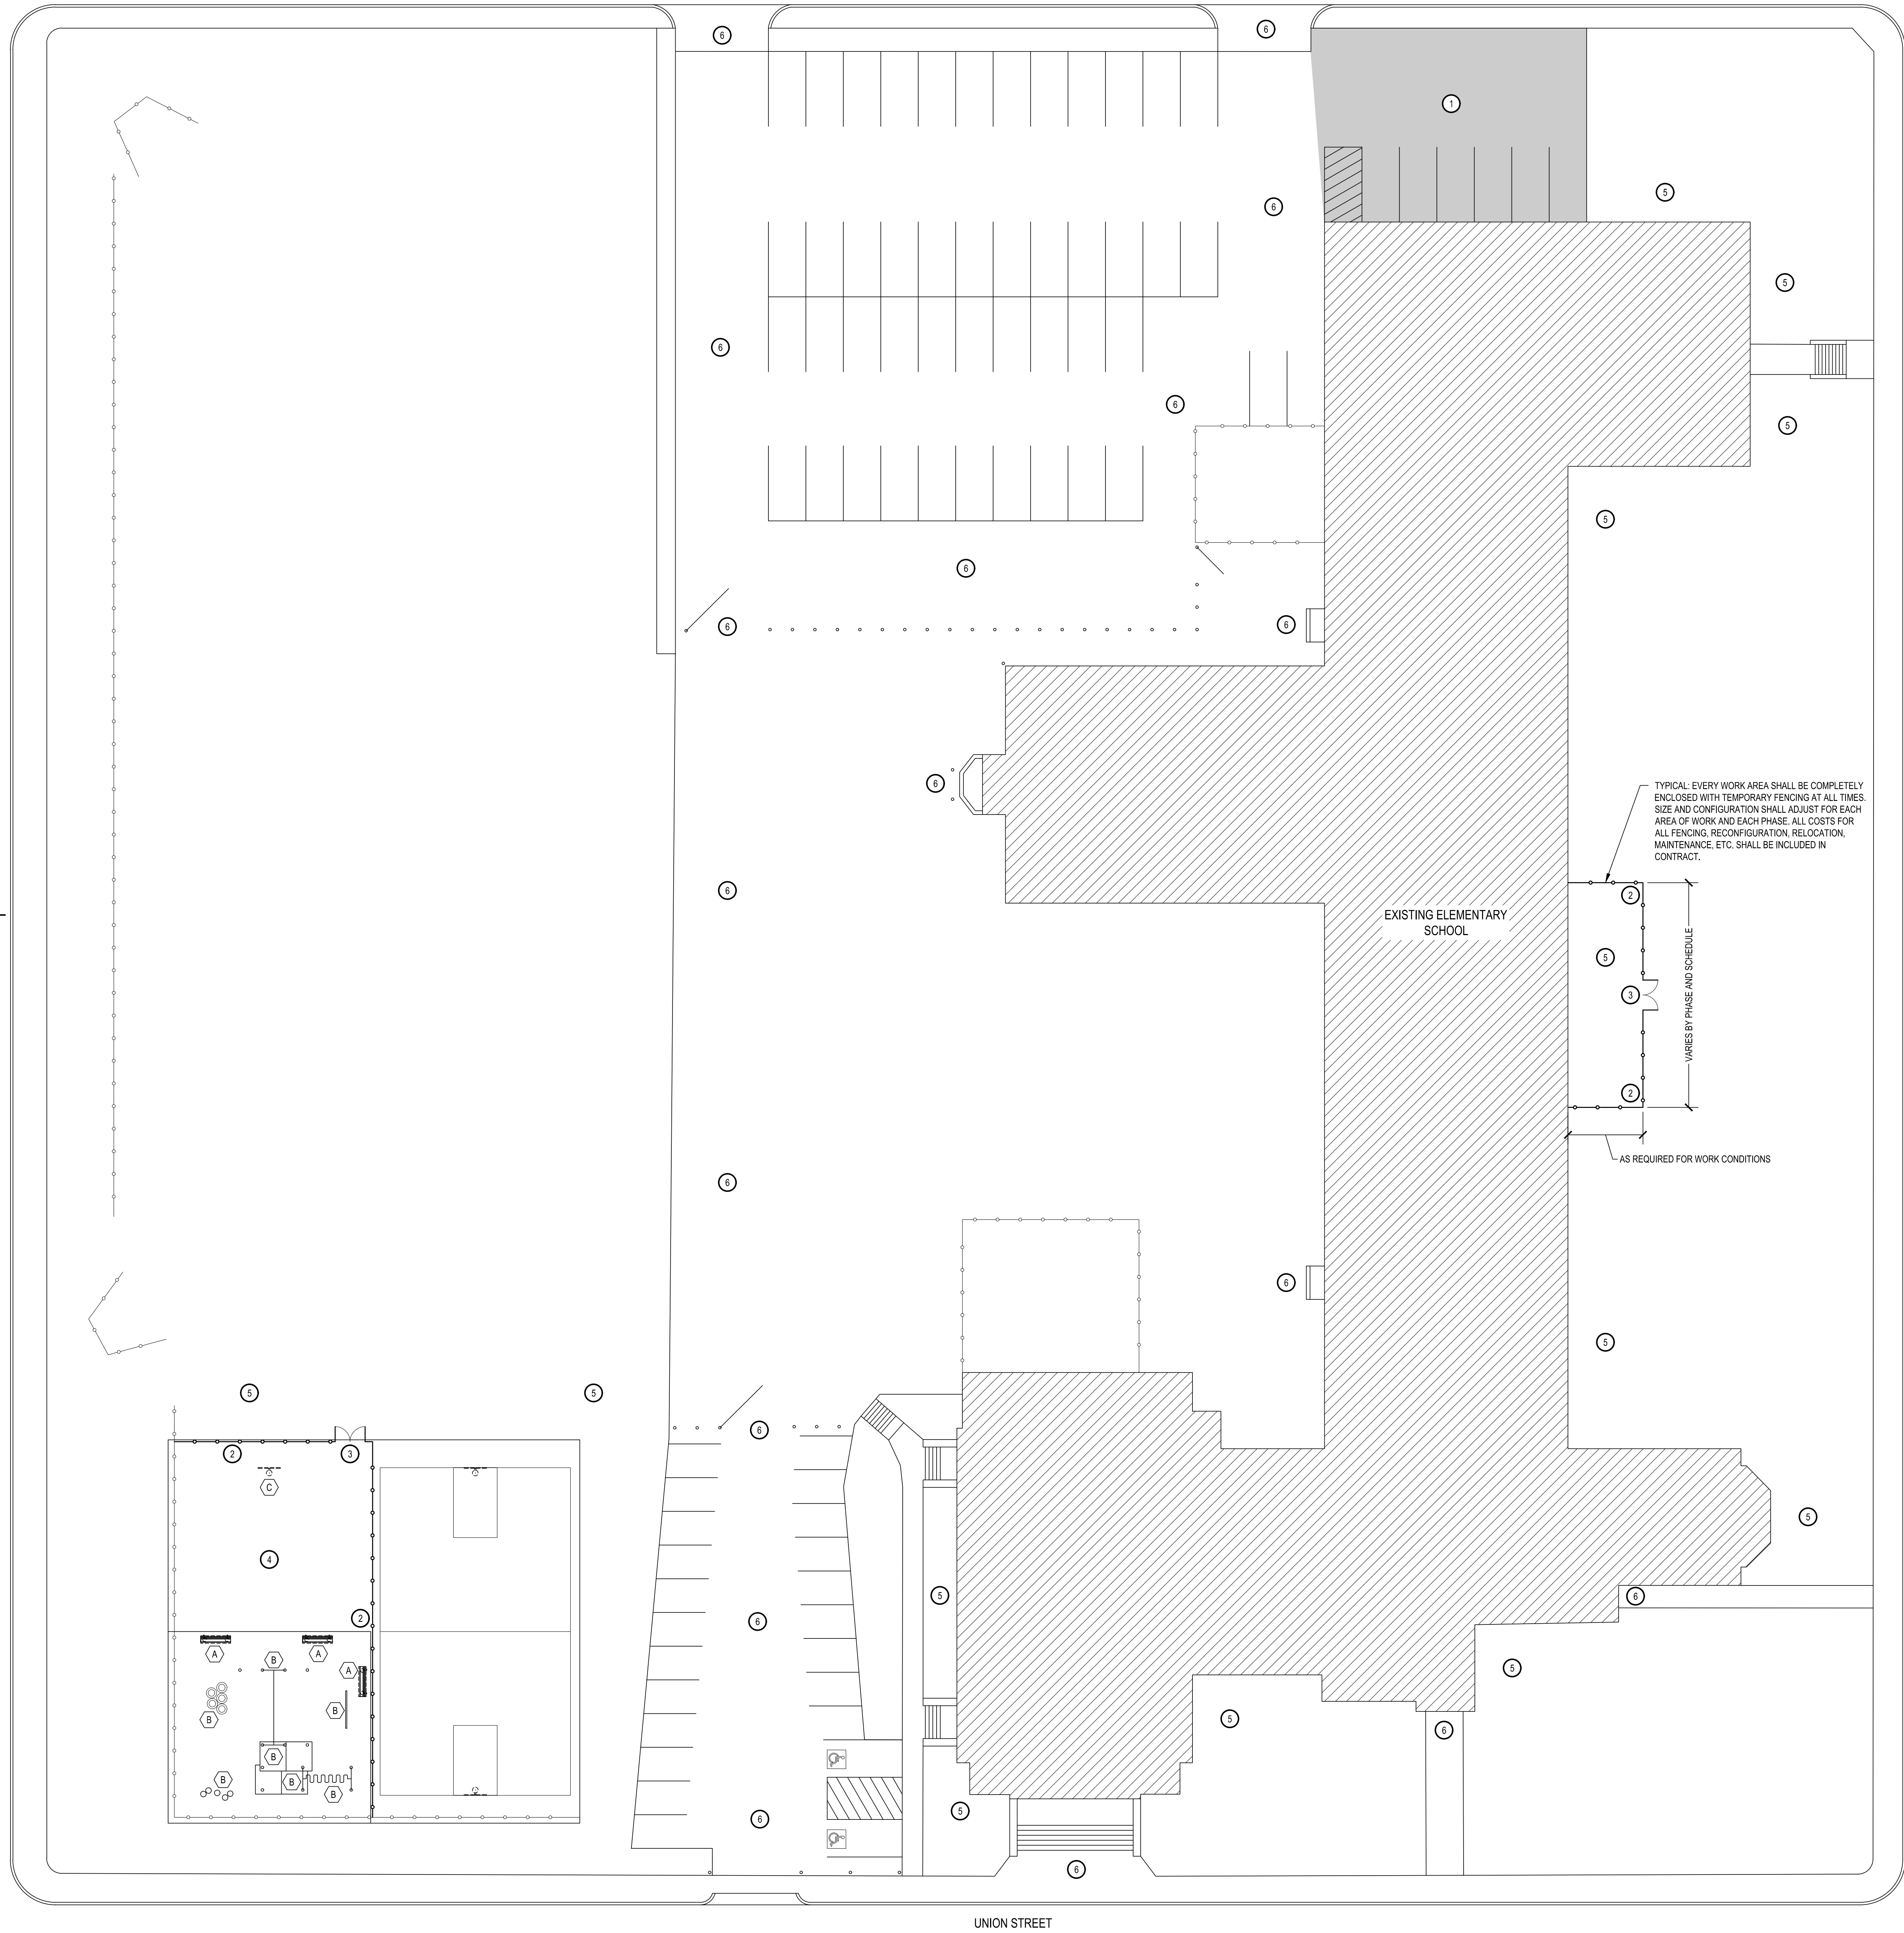 6
6
1
5
6
5
6
6
5
5
6
6
6
6
TYPICAL: EVERY WORK AREA SHALL BE COMPLETELY
ENCLOSED WITH TEMPORARY FENCING AT ALL TIMES.
SIZE AND CONFIGURATION SHALL ADJUST FOR EACH
AREA OF WORK AND EACH PHASE. ALL COSTS FOR
ALL FENCING, RECONFIGURATION, RELOCATION,
MAINTENANCE, ETC. SHALL BE INCLUDED IN
CONTRACT.
6
2
EXISTING ELEMENTARY
SCHOOL
5
3
VARIES BY PHASE AND SCHEDULE
2
AS REQUIRED FOR WORK CONDITIONS
6
6
5
5
5
6
2
3
C
5
4
5
6
2
6
A
A
B
A
5
B
B
5
6
B
B
B
B
5
6
6
UNION STREET